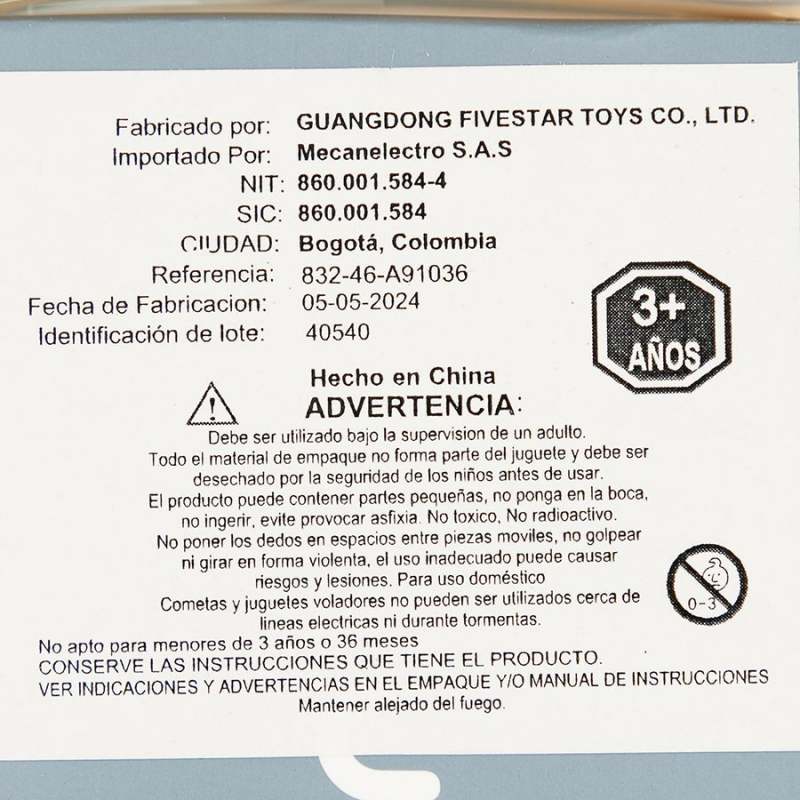 Fabricado por: GUANGDONG FIVESTAR TOYS CO., LTD.
Importado Por: Mecanelectro S.A.S
NIT: 860.001.584-4
SIC: 860.001.584
CIUDAD: Bogotá, Colombia
Referencia: 832-46-A91036
Fecha de Fabricacion: 05-05-2024
Identificación de lote: 40540
3+
AÑOS
Hecho en China
ADVERTENCIA:
Debe ser utilizado bajo la supervision de un adulto.
Todo el material de empaque no forma parte del juguete y debe ser
desechado por la seguridad de los niños antes de usar.
El producto puede contener partes pequeñas, no ponga en la boca,
no ingerir, evite provocar asfixia. No toxico, No radioactivo.
No poner los dedos en espacios entre piezas moviles, no golpear
ni girar en forma violenta, el uso inadecuado puede causar
riesgos y lesiones. Para uso doméstico
0-3
Cometas y juguetes voladores no pueden ser utilizados cerca de
lineas electricas ni durante tormentas.
No apto para menores de 3 años o 36 meses
CONSERVE LAS INSTRUCCIONES QUE TIENE EL PRODUCTO.
VER INDICACIONES Y ADVERTENCIAS EN EL EMPAQUE Y/O MANUAL DE INSTRUCCIONES
Mantener alejado del fuego.